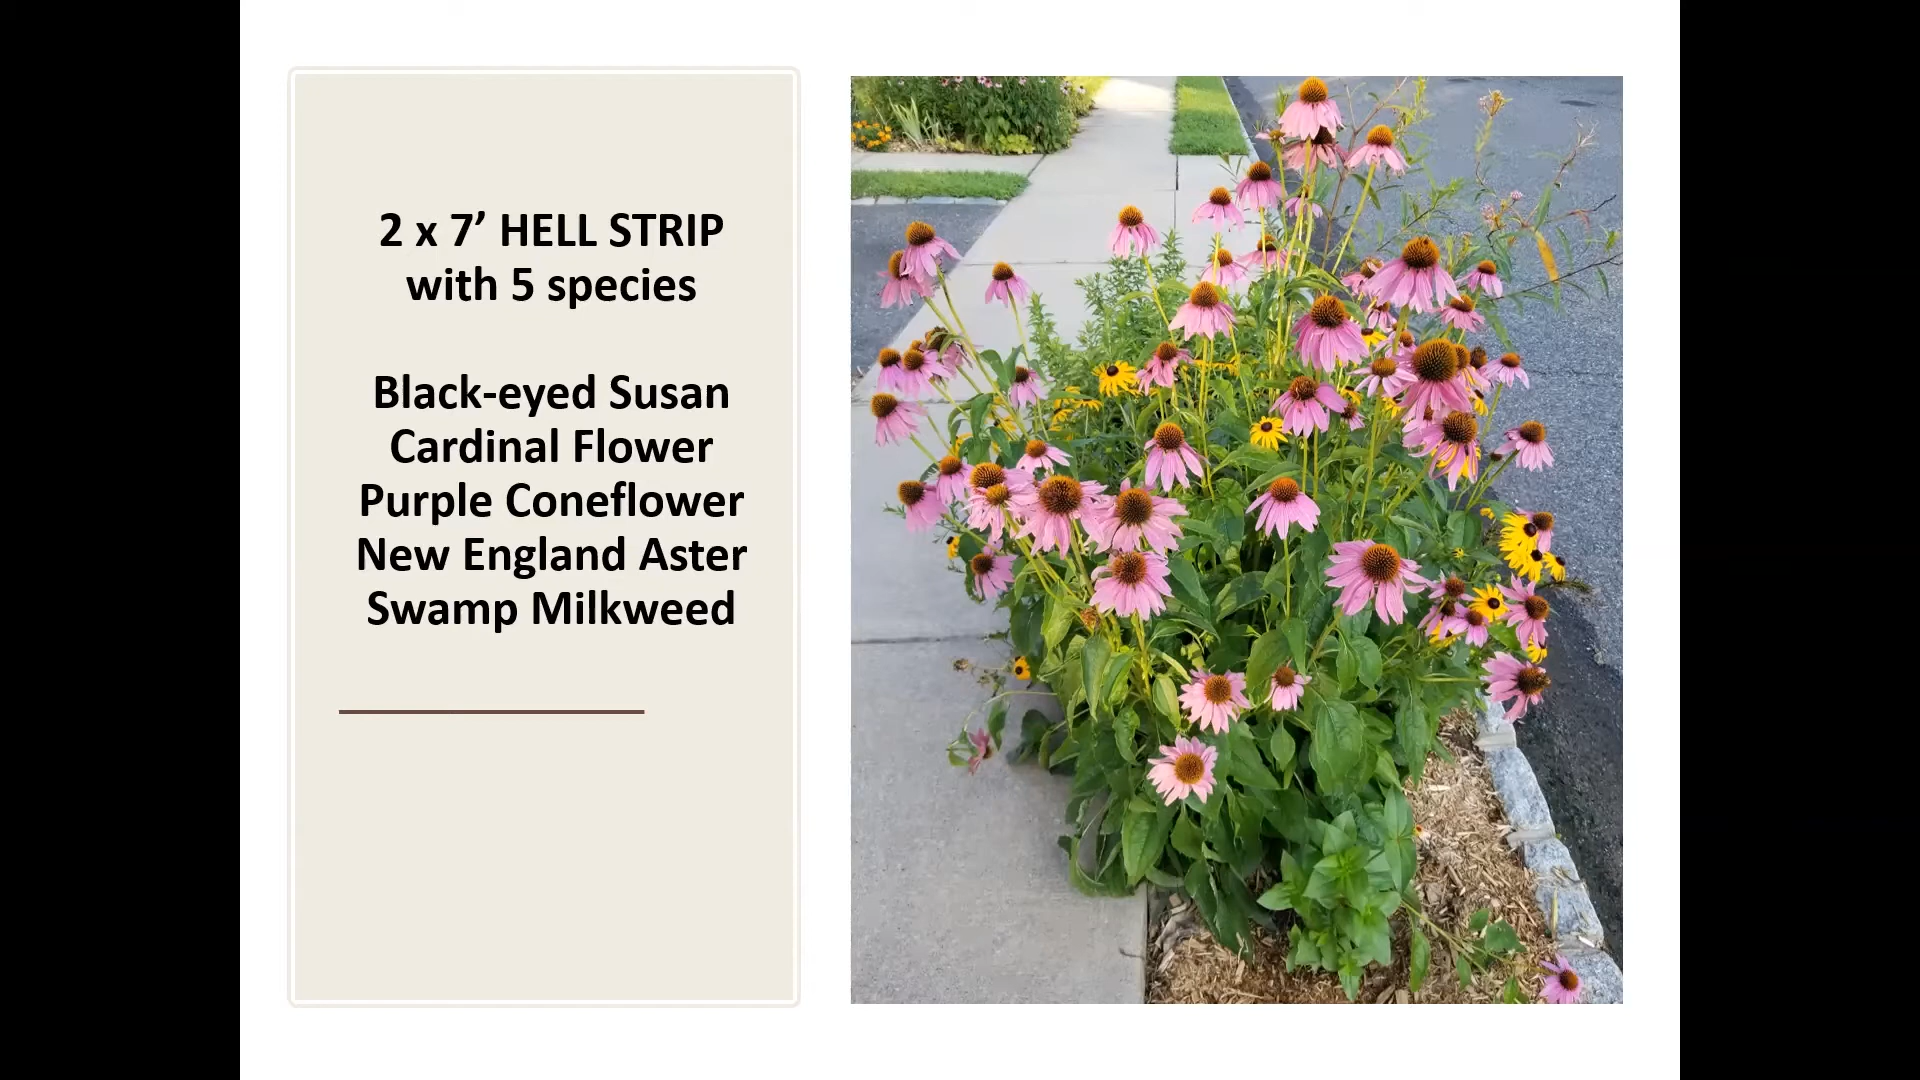 2 x 7’ HELL STRIP
with 5 species
Black-eyed Susan
Cardinal Flower
Purple Coneflower
New England Aster
Swamp Milkweed